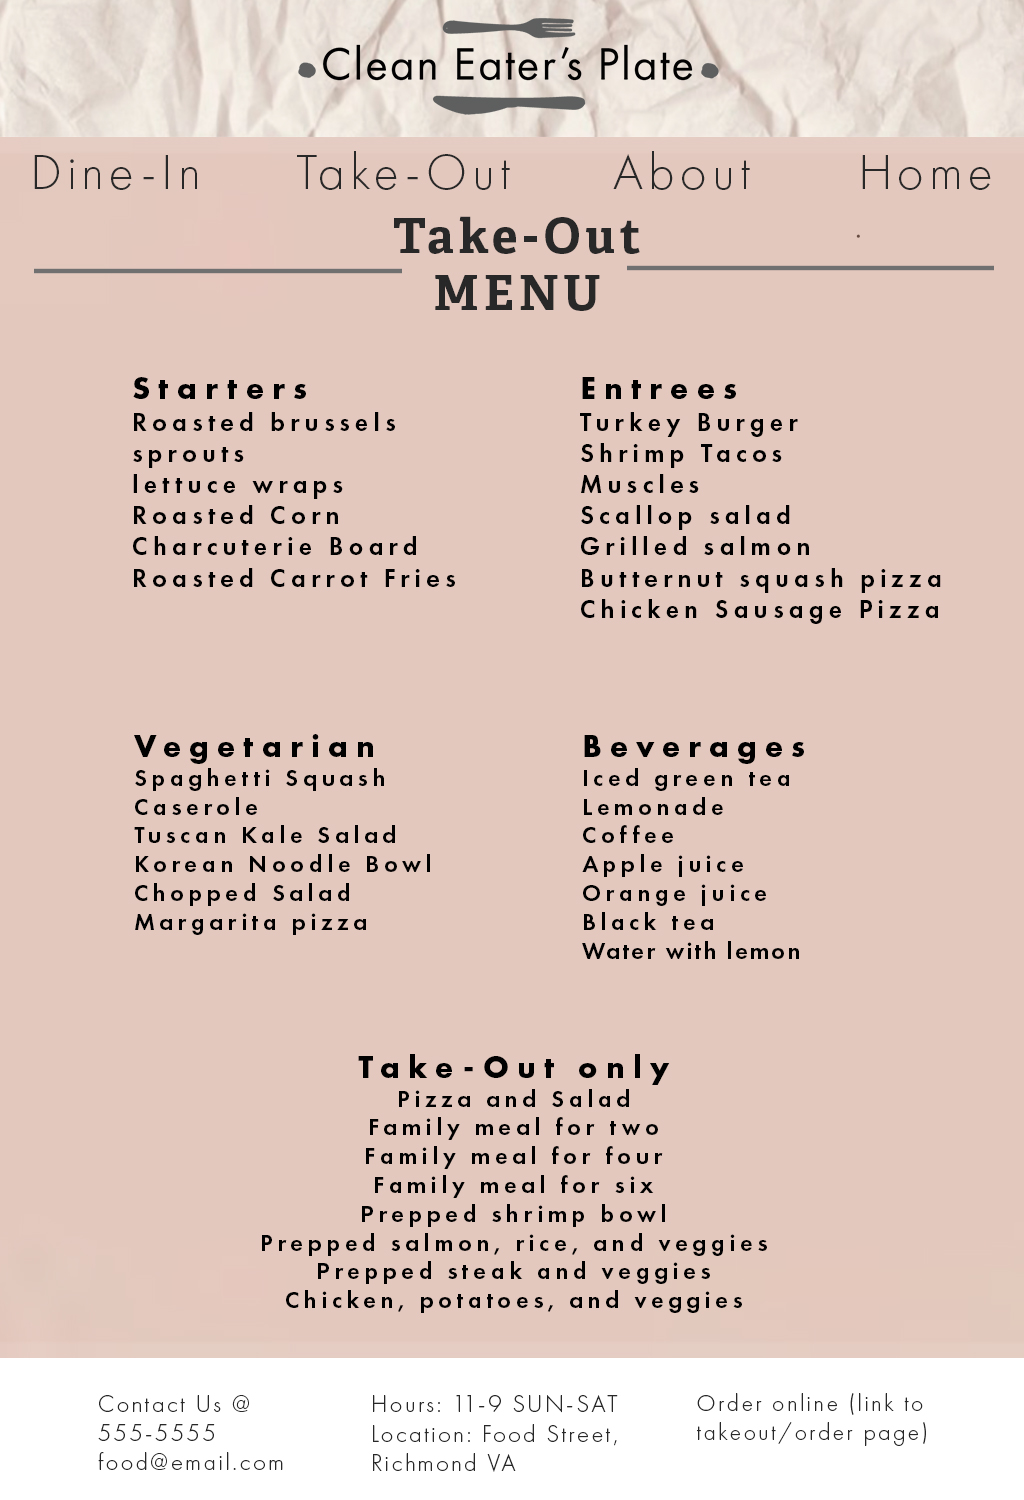 Clean Eater's Plate
Dine-In Take-Out About Home
Take-Out
MENU
Starters
Roasted brussels
sprouts
lettuce wraps
Roasted Corn
Charcuterie Board
Roasted Carrot Fries
Entrees
Turkey Burger
Shrimp Tacos
Muscles
Scallop salad
Grilled salmon
Butternut squash pizza
Chicken Sausage Pizza
Vegetarian
Spaghetti Squash
Caserole
Tuscan Kale Salad
Korean Noodle Bowl
Chopped Salad
Margarita pizza
Beverages
Iced green tea
Lemonade
Coffee
Apple juice
Orange juice
Black tea
Water with lemon
Take-Out only
Pizza and Salad
Family meal for two
Family meal for four
Family meal for six
Prepped shrimp bowl
Prepped salmon, rice, and veggies
Prepped steak and veggies
Chicken, potatoes, and veggies
Contact Us @
555-5555
food@email.com
Hours: 11-9 SUN-SAT
Location: Food Street,
Richmond VA
Order online (link to
takeout/order page)